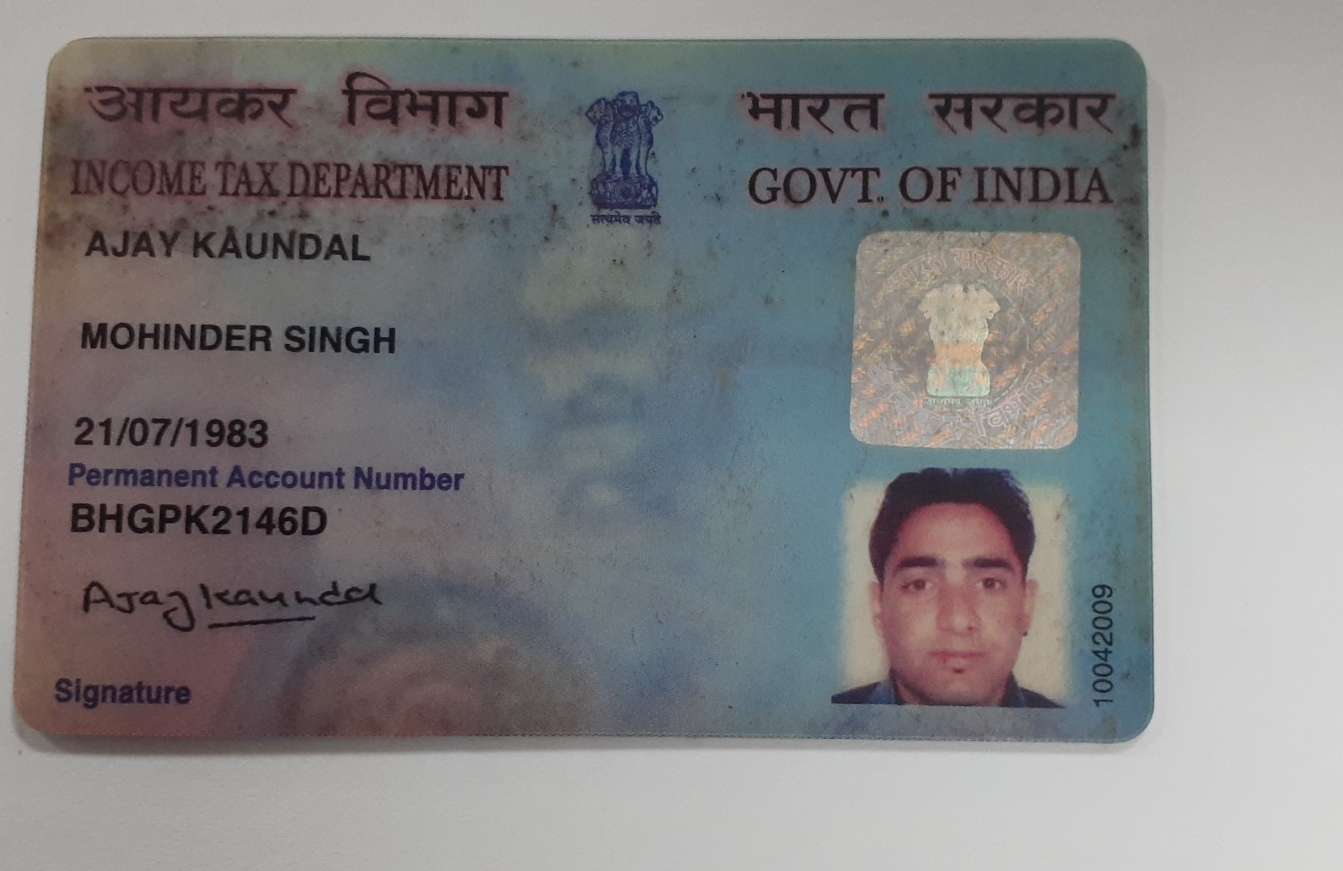 आयकर विभाग
INCOME TAX DEPARTMENT
सत्यमेव जयते
भारत सरकार
GOVT. OF INDIA
AJAY KAUNDAL
MOHINDER SINGH
21/07/1983
Permanent Account Number
BHGPK2146D
Ajay Kaundal
Signature
10042009